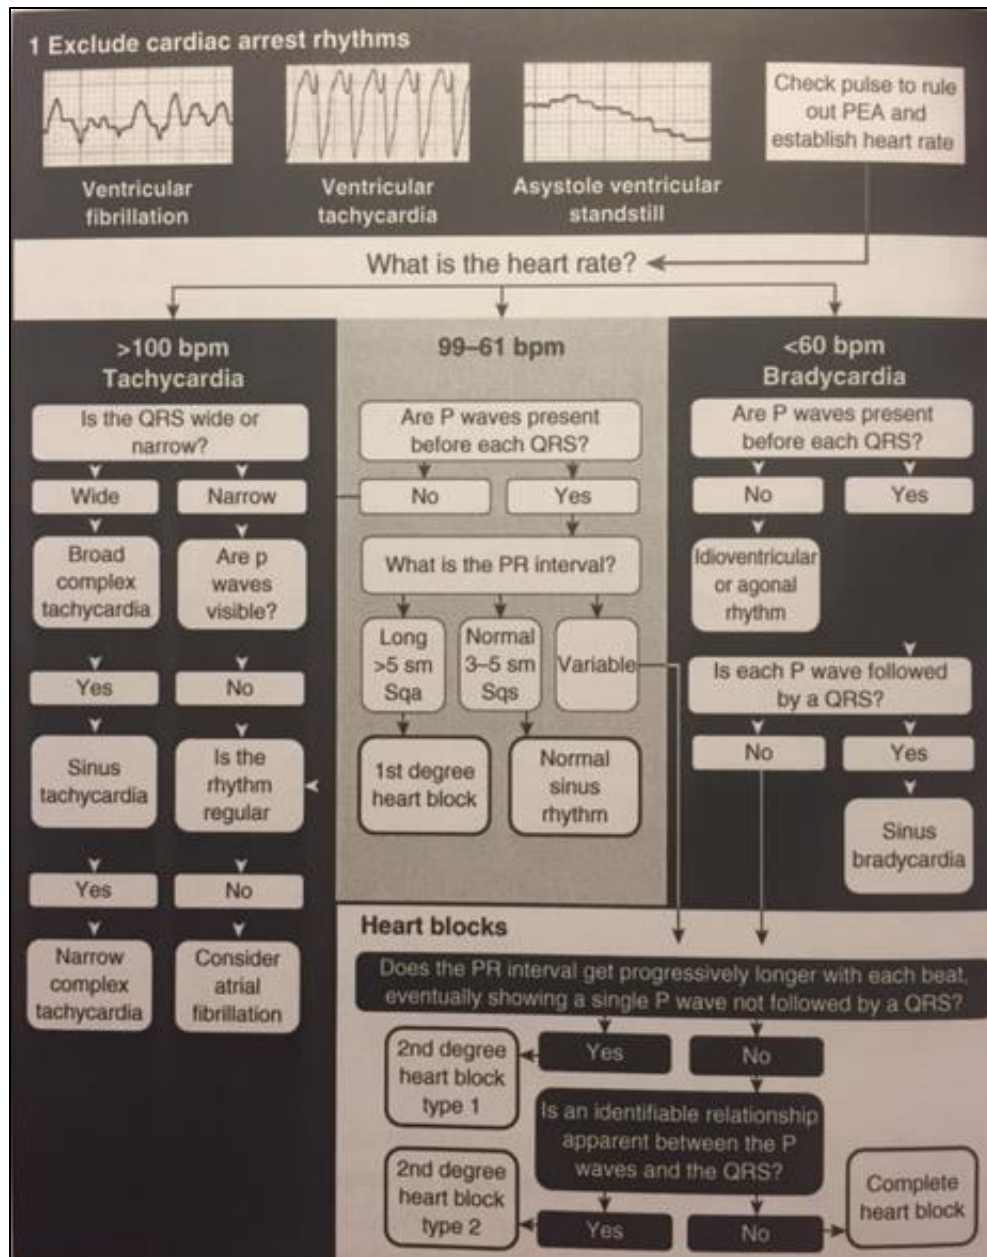 1 Exclude cardiac arrest rhythms
Ventricular
fibrillation
Ventricular
tachycardia
Asystole ventricular
standstill
Check pulse to rule
out PEA and
establish heart rate
What is the heart rate?
>100 bpm
Tachycardia
Is the QRS wide or
narrow?
Wide
Narrow
Broad
complex
tachycardia
Are p
waves
visible?
Yes
No
Sinus
tachycardia
Is the
rhythm
regular
Yes
No
Narrow
complex
tachycardia
Consider
atrial
fibrillation
99–61 bpm
Are P waves present
before each QRS?
No
Yes
What is the PR interval?
Long
>5 sm
Sqa
Normal
3–5 sm
Sqs
Variable
1st degree
heart block
Normal
sinus
rhythm
<60 bpm
Bradycardia
Are P waves present
before each QRS?
No
Yes
Idioventricular
or agonal
rhythm
Is each P wave followed
by a QRS?
No
Yes
Sinus
bradycardia
Heart blocks
Does the PR interval get progressively longer with each beat,
eventually showing a single P wave not followed by a QRS?
Yes
No
2nd degree
heart block
type 1
Is an identifiable relationship
apparent between the P
waves and the QRS?
2nd degree
heart block
type 2
Yes
No
Complete
heart block